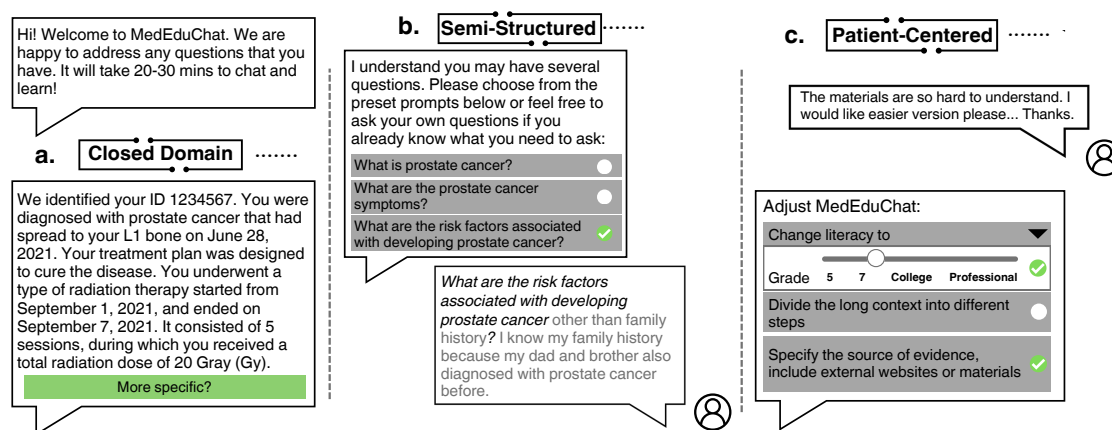 Hi! Welcome to MedEduChat. We are
happy to address any questions that you
have. It will take 20-30 mins to chat and
learn!
a. Closed Domain ........
We identified your ID 1234567. You were
diagnosed with prostate cancer that had
spread to your L1 bone on June 28,
2021. Your treatment plan was designed
to cure the disease. You underwent a
type of radiation therapy started from
September 1, 2021, and ended on
September 7, 2021. It consisted of 5
sessions, during which you received a
total radiation dose of 20 Gray (Gy).
More specific?
b. Semi-Structured ........
I understand you may have several
questions. Please choose from the
preset prompts below or feel free to
ask your own questions if you
already know what you need to ask:
What is prostate cancer?
What are the prostate cancer
symptoms?
What are the risk factors associated
with developing prostate cancer?
What are the risk factors
associated with developing
prostate cancer other than family
history? I know my family history
because my dad and brother also
diagnosed with prostate cancer
before.
c. Patient-Centered ........
The materials are so hard to understand. I
would like easier version please... Thanks.
Adjust MedEduChat:
Change literacy to
Grade 5 7 College Professional
Divide the long context into different
steps
Specify the source of evidence,
include external websites or materials